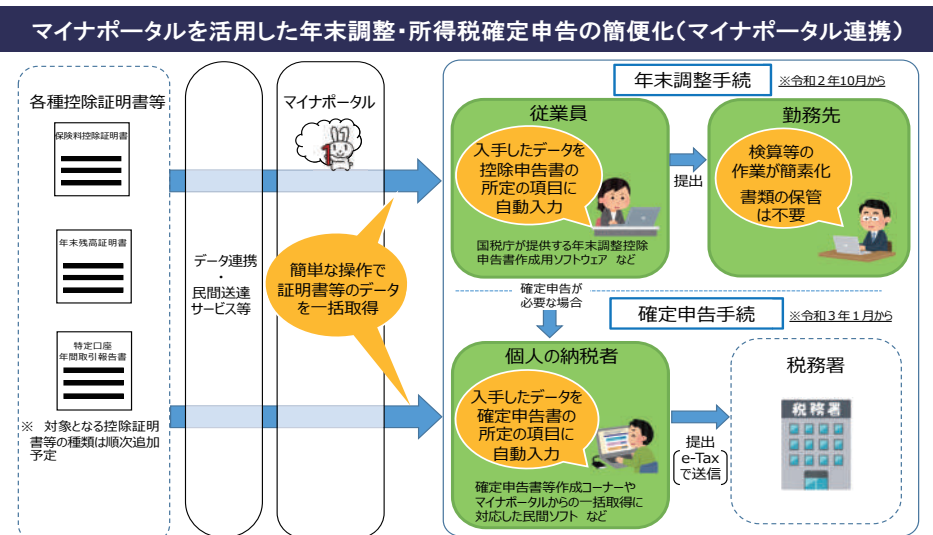 マイナポータルを活用した年末調整・所得税確定申告の簡便化(マイナポータル連携)
各種控除証明書等
保険料控除証明書
年末残高証明書
特定口座
年間取引報告書
※ 対象となる控除証明
書等の種類は順次追加
予定
データ連携
・
民間送達
サービス等
マイナポータル
簡単な操作で
証明書等のデータ
を一括取得
年末調整手続
※令和2年10月から
従業員
入手したデータを
控除申告書の
所定の項目に
自動入力
国税庁が提供する年末調整控除
申告書作成用ソフトウェア など
提出
勤務先
検算等の
作業が簡素化
書類の保管
は不要
確定申告が
必要な場合
確定申告手続
※令和3年1月から
個人の納税者
入手したデータを
確定申告書の
所定の項目に
自動入力
確定申告書等作成コーナーや
マイナポータルからの一括取得に
対応した民間ソフト など
提出
e-Tax
で送信
税務署
税務署